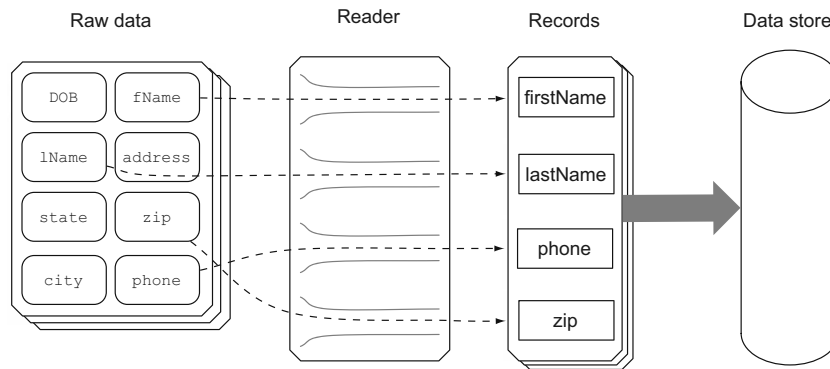 Raw data
Reader
Records
Data store
DOB
fName
lName
address
state
zip
city
phone
firstName
lastName
phone
zip